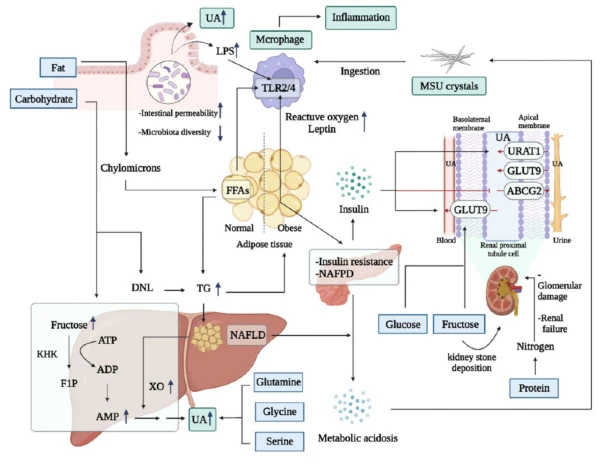 UA
Mcrophage
Inflammation
LPS
Fat
Carbohydrate
TLR2/4
Ingestion
MSU crystals
-Intestinal permeability
-Microbiota diversity
Reactuve oxygen
Leptin
Chylomicrons
FFAs
Normal
Obese
Adipose tissue
Insulin
Basolaternal
membrane
Apical
membrane
UA
UA
UA
URAT1
GLUT9
ABCG2
GLUT9
Blood
Renal proximal
tubule cell
Urine
-Insulin resistance
-NAFPD
DNL
TG
-
Glomerular
damage
-Renal
failure
Nitrogen
Glucose
Fructose
kidney stone
deposition
Protein
Fructose
KHK
ATP
ADP
F1P
XO
AMP
UA
NAFLD
Glutamine
Glycine
Serine
Metabolic acidosis